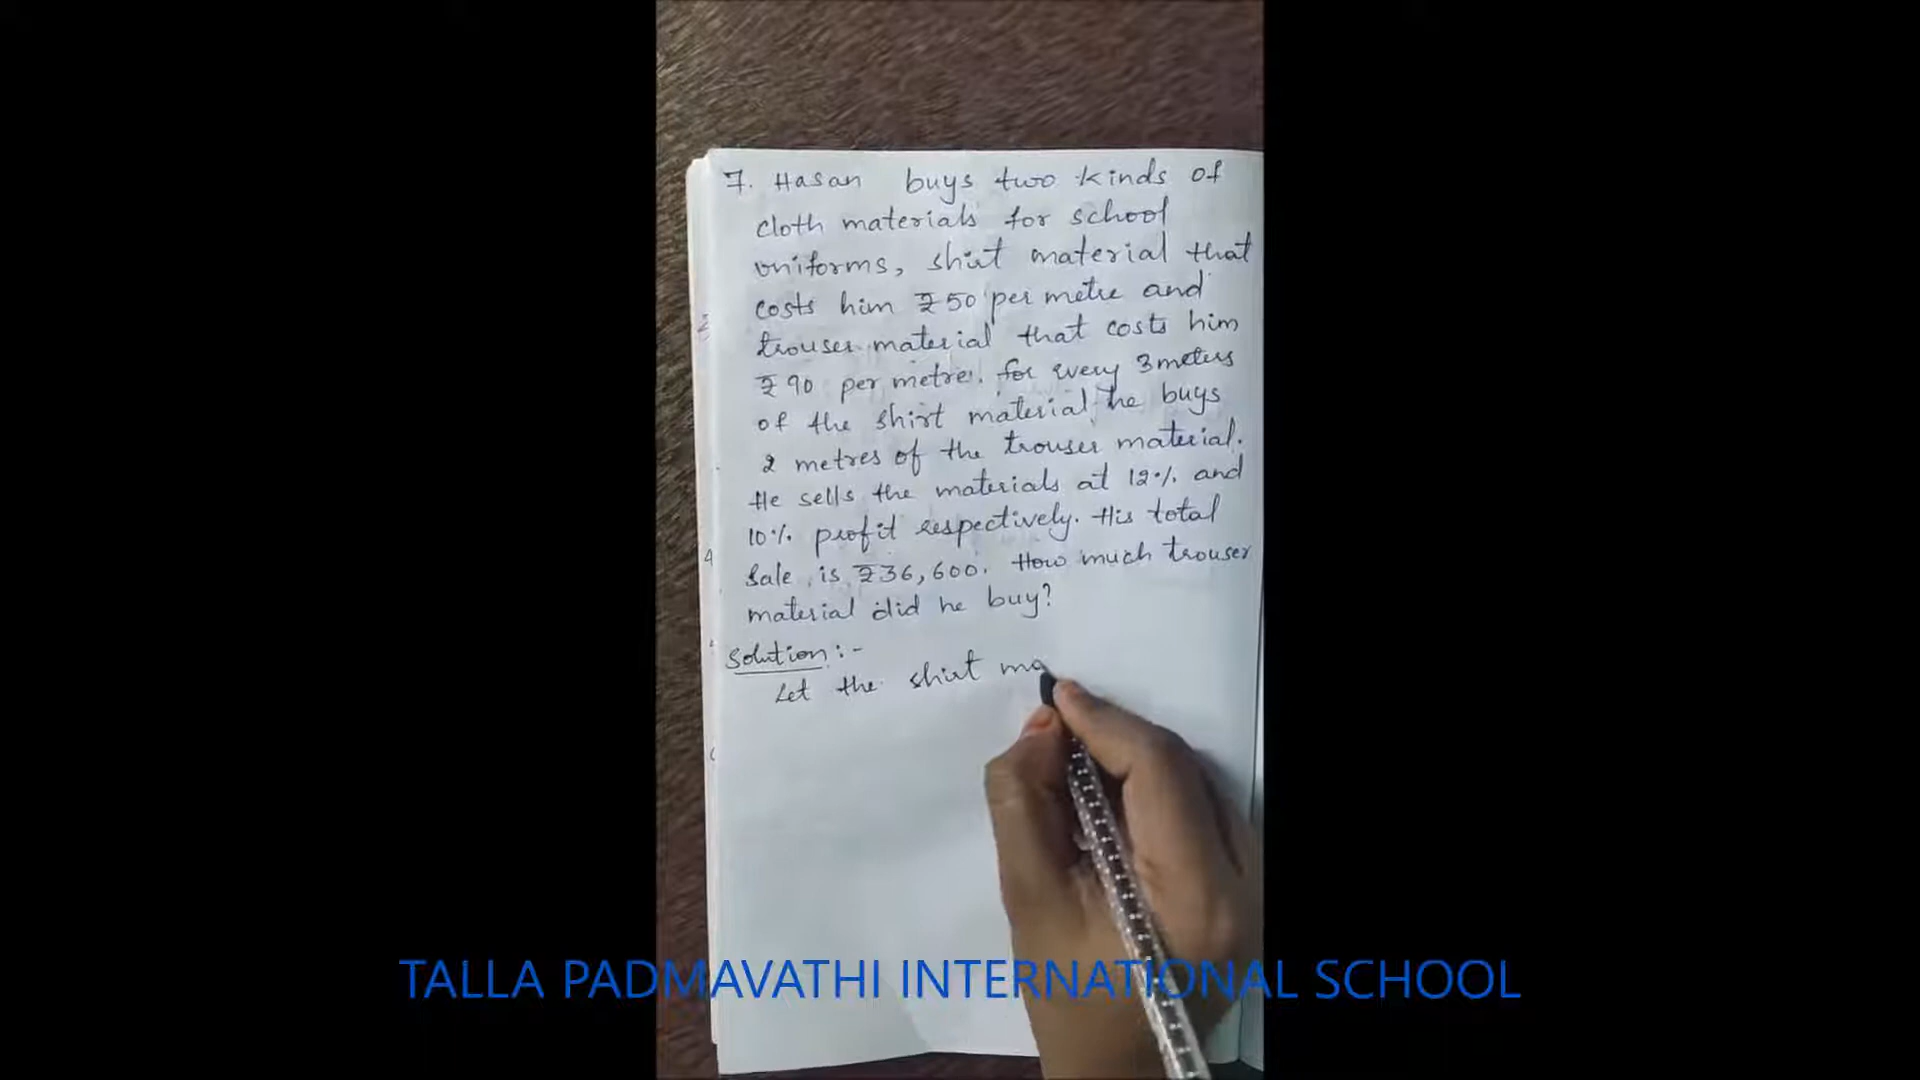 7. Hasan buys two kinds of
cloth materials for school
uniforms, shirt material that
costs him ₹50 per metre and
trouser material that costs him
₹90 per metre. for every 3 meters
of the shirt material he buys
2 metres of the trouser material.
He sells the materials at 12% and
10% profit respectively. His total
sale is ₹36,600. How much trouser
material did he buy?
Solution:-
Let the shirt ma
TALLA PADMAVATHI INTERNATIONAL SCHOOL